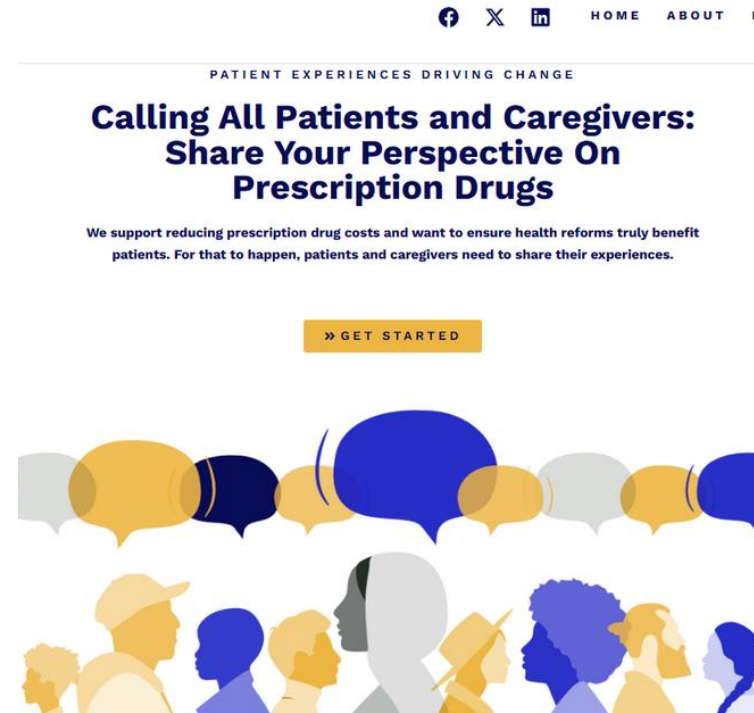 HOME ABOUT
PATIENT EXPERIENCES DRIVING CHANGE
Calling All Patients and Caregivers:
Share Your Perspective On
Prescription Drugs
We support reducing prescription drug costs and want to ensure health reforms truly benefit
patients. For that to happen, patients and caregivers need to share their experiences.
» GET STARTED